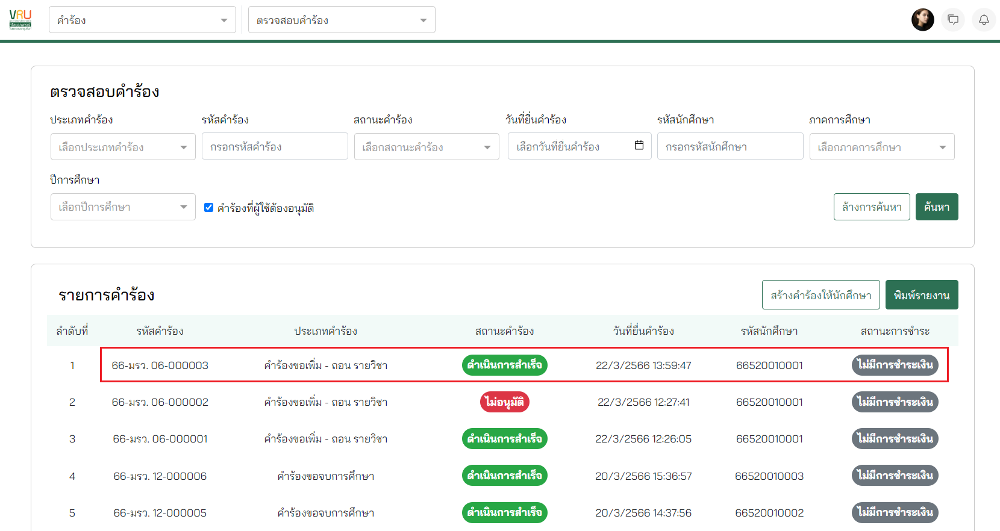 VRU
คำร้อง
ตรวจสอบคำร้อง
ตรวจสอบคำร้อง
ประเภทคำร้อง รหัสคำร้อง สถานะคำร้อง วันที่ยื่นคำร้อง รหัสนักศึกษา ภาคการศึกษา
เลือกประเภทคำร้อง กรอกรหัสคำร้อง เลือกสถานะคำร้อง เลือกวันที่ยื่นคำร้อง กรอกรหัสนักศึกษา เลือกภาคการศึกษา
ปีการศึกษา
เลือกปีการศึกษา คำร้องที่ผู้ใช้ต้องอนุมัติ ล้างการค้นหา ค้นหา
รายการคำร้อง สร้างคำร้องให้นักศึกษา พิมพ์รายงาน
ลำดับที่ รหัสคำร้อง ประเภทคำร้อง สถานะคำร้อง วันที่ยื่นคำร้อง รหัสนักศึกษา สถานะการชำระ
1 66-มรว. 06-000003 คำร้องขอเพิ่ม - ถอน รายวิชา ดำเนินการสำเร็จ 22/3/2566 13:59:47 66520010001 ไม่มีการชำระเงิน
2 66-มรว. 06-000002 คำร้องขอเพิ่ม - ถอน รายวิชา ไม่อนุมัติ 22/3/2566 12:27:41 66520010001 ไม่มีการชำระเงิน
3 66-มรว. 06-000001 คำร้องขอเพิ่ม - ถอน รายวิชา ดำเนินการสำเร็จ 22/3/2566 12:26:05 66520010001 ไม่มีการชำระเงิน
4 66-มรว. 12-000006 คำร้องขอจบการศึกษา ดำเนินการสำเร็จ 20/3/2566 15:36:57 66520010003 ไม่มีการชำระเงิน
5 66-มรว. 12-000005 คำร้องขอจบการศึกษา ดำเนินการสำเร็จ 20/3/2566 14:37:56 66520010002 ไม่มีการชำระเงิน